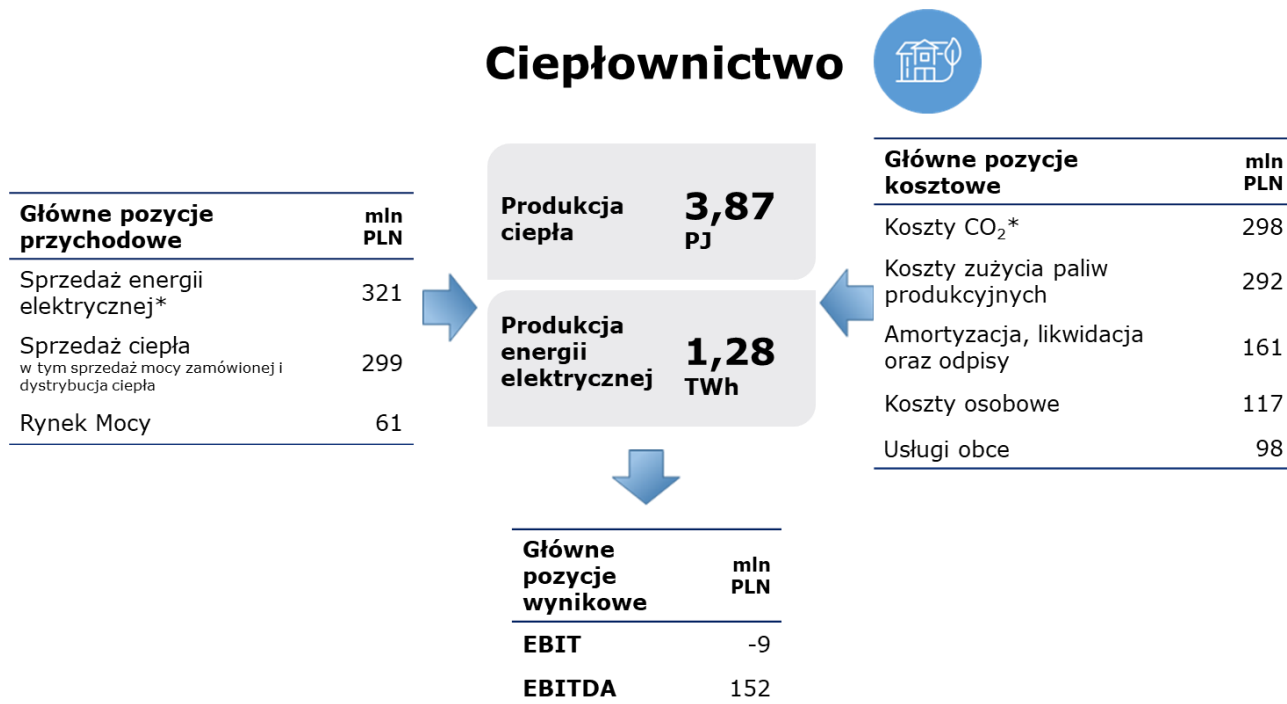 Ciepłownictwo
Główne pozycje
przychodowe
mln
PLN
Sprzedaż energii
elektrycznej*
321
Sprzedaż ciepła
w tym sprzedaż mocy zamówionej i
dystrybucja ciepła
299
Rynek Mocy 61
Produkcja
ciepła
3,87
PJ
Produkcja
energii
elektrycznej
1,28
TWh
Główne pozycje
kosztowe
mln
PLN
Koszty CO₂* 298
Koszty zużycia paliw
produkcyjnych
292
Amortyzacja, likwidacja
oraz odpisy
161
Koszty osobowe 117
Usługi obce 98
Główne
pozycje
wynikowe
mln
PLN
EBIT -9
EBITDA 152